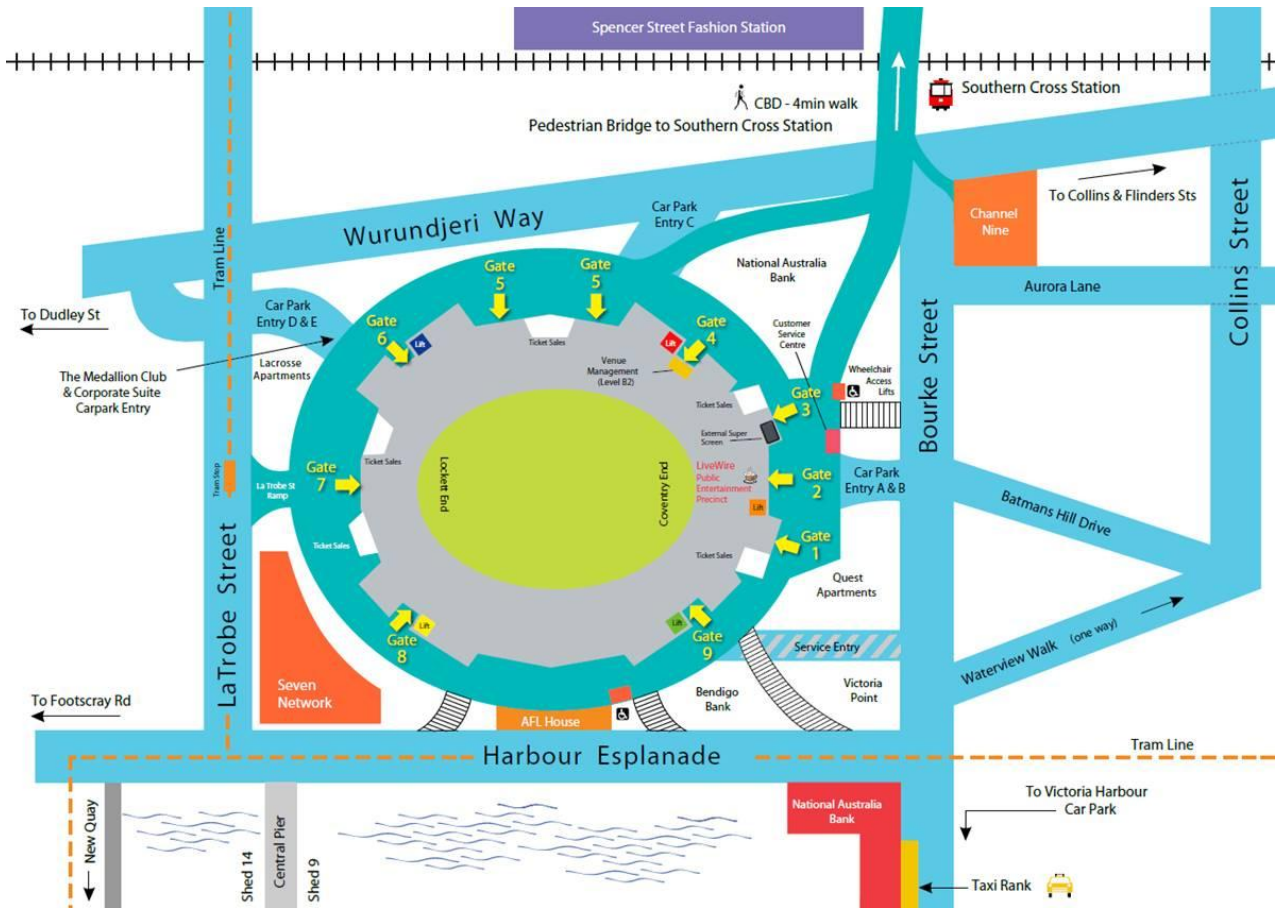 Spencer Street Fashion Station
CBD - 4min walk
Southern Cross Station
Pedestrian Bridge to Southern Cross Station
To Collins & Flinders Sts
Channel
Nine
Collins Street
Tram Line
Wurundjeri Way
Car Park
Entry C
National Australia
Bank
Aurora Lane
Bourke Street
To Dudley St
Car Park
Entry D & E
Gate
5
Gate
5
Gate
6
Lift
Ticket Sales
Lift
Gate
4
Customer
Service
Centre
The Medallion Club
& Corporate Suite
Carpark Entry
Lacrosse
Apartments
Venue
Management
(Level B2)
Wheelchair
Access
Lifts
Ticket Sales
Gate
3
External Super
Screen
Tram Stop
La Trobe St
Ramp
Gate
7
Ticket Sales
Lockett End
Coventry End
LiveWire
Public
Entertainment
Precinct
Gate
2
Car Park
Entry A & B
Lift
Batmans Hill Drive
LaTrobe Street
Ticket Sales
Ticket Sales
Gate
1
Quest
Apartments
Gate
8
Lift
Lift
Gate
9
Service Entry
Waterview Walk (one way)
Seven
Network
Bendigo
Bank
Victoria
Point
To Footscray Rd
AFL House
Harbour Esplanade
Tram Line
New Quay
Shed 14
Central Pier
Shed 9
National Australia
Bank
To Victoria Harbour
Car Park
Taxi Rank